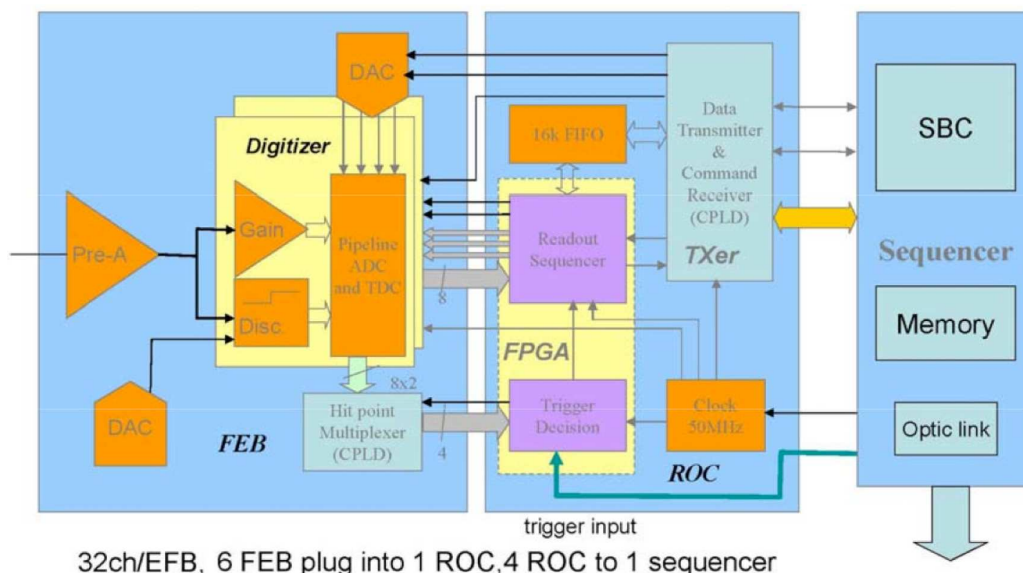 DAC
Digitizer
Pre-A
Gain
Disc.
Pipeline
ADC
and TDC
8
8x2
DAC
FEB
Hit point
Multiplexer
(CPLD)
4
16k FIFO
Readout
Sequencer
FPGA
Trigger
Decision
Data
Transmitter
&
Command
Receiver
(CPLD)
TXer
Clock
50MHz
ROC
trigger input
SBC
Sequencer
Memory
Optic link
32ch/EFB, 6 FEB plug into 1 ROC,4 ROC to 1 sequencer